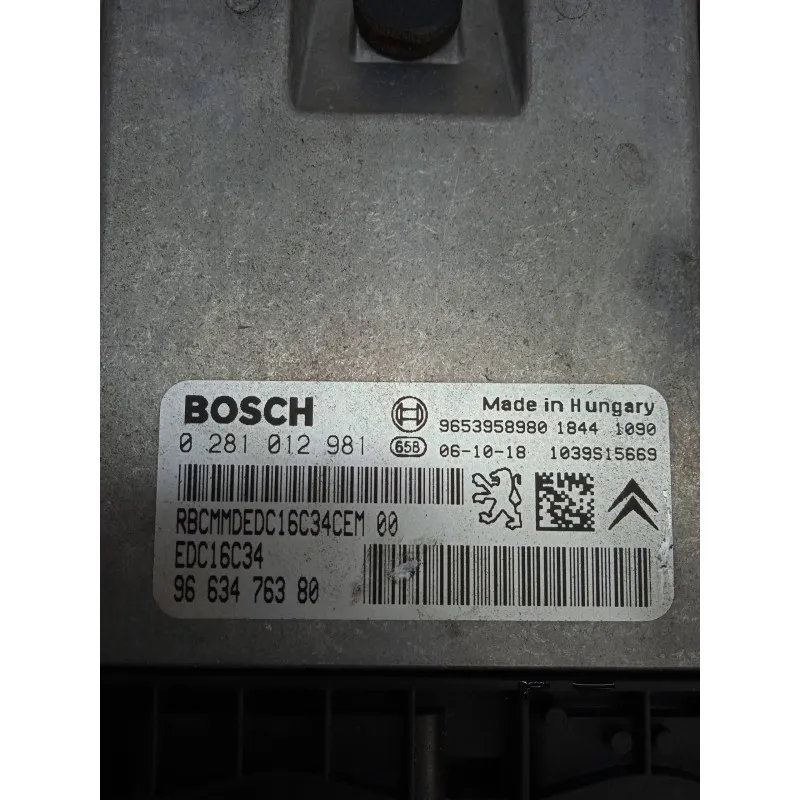 BOSCH
Made in Hungary
9653958980 1844 1090
0 281 012 981
658 06-10-18 1039S15669
RBCMMDEDC16C34CEM 00
EDC16C34
96 634 763 80